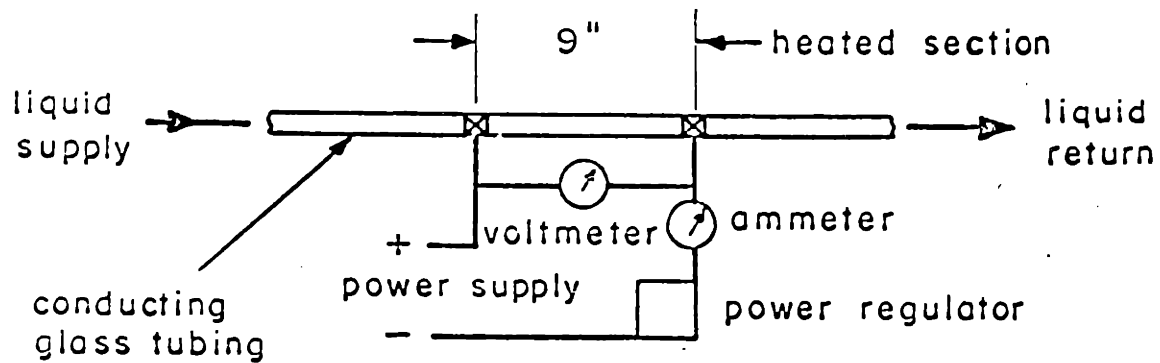 9"
heated section
liquid
supply
liquid
return
voltmeter
ammeter
+
power supply
-
power regulator
conducting
glass tubing